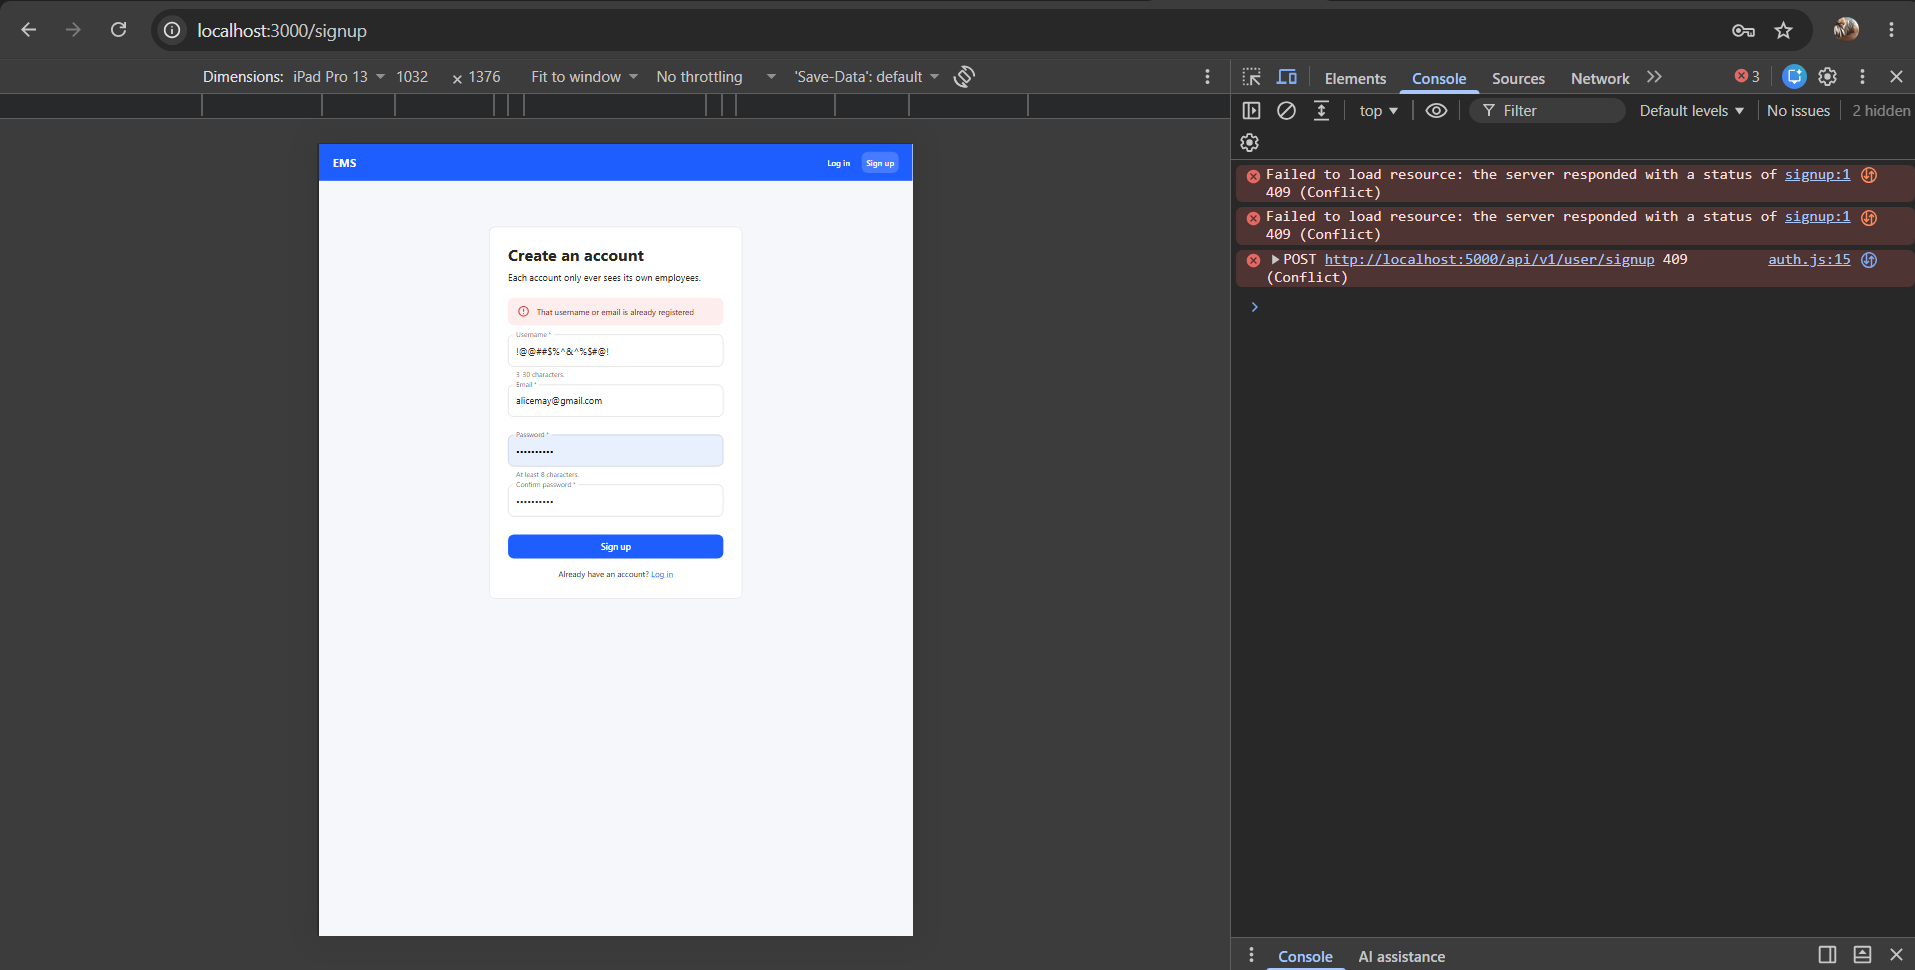 localhost:3000/signup
Dimensions: iPad Pro 13 1032 × 1376 Fit to window No throttling 'Save-Data': default
Elements Console Sources Network 3
top Filter Default levels No issues 2 hidden
EMS Log in Sign up
Create an account
Each account only ever sees its own employees.
That username or email is already registered
Username *
!@@##$%^&^%$#@!
3–30 characters.
Email *
alicemay@gmail.com
Password *
••••••••••
At least 8 characters.
Confirm password *
••••••••••
Sign up
Already have an account? Log in
Failed to load resource: the server responded with a status of signup:1
409 (Conflict)
Failed to load resource: the server responded with a status of signup:1
409 (Conflict)
POST http://localhost:5000/api/v1/user/signup 409 auth.js:15
(Conflict)
Console AI assistance